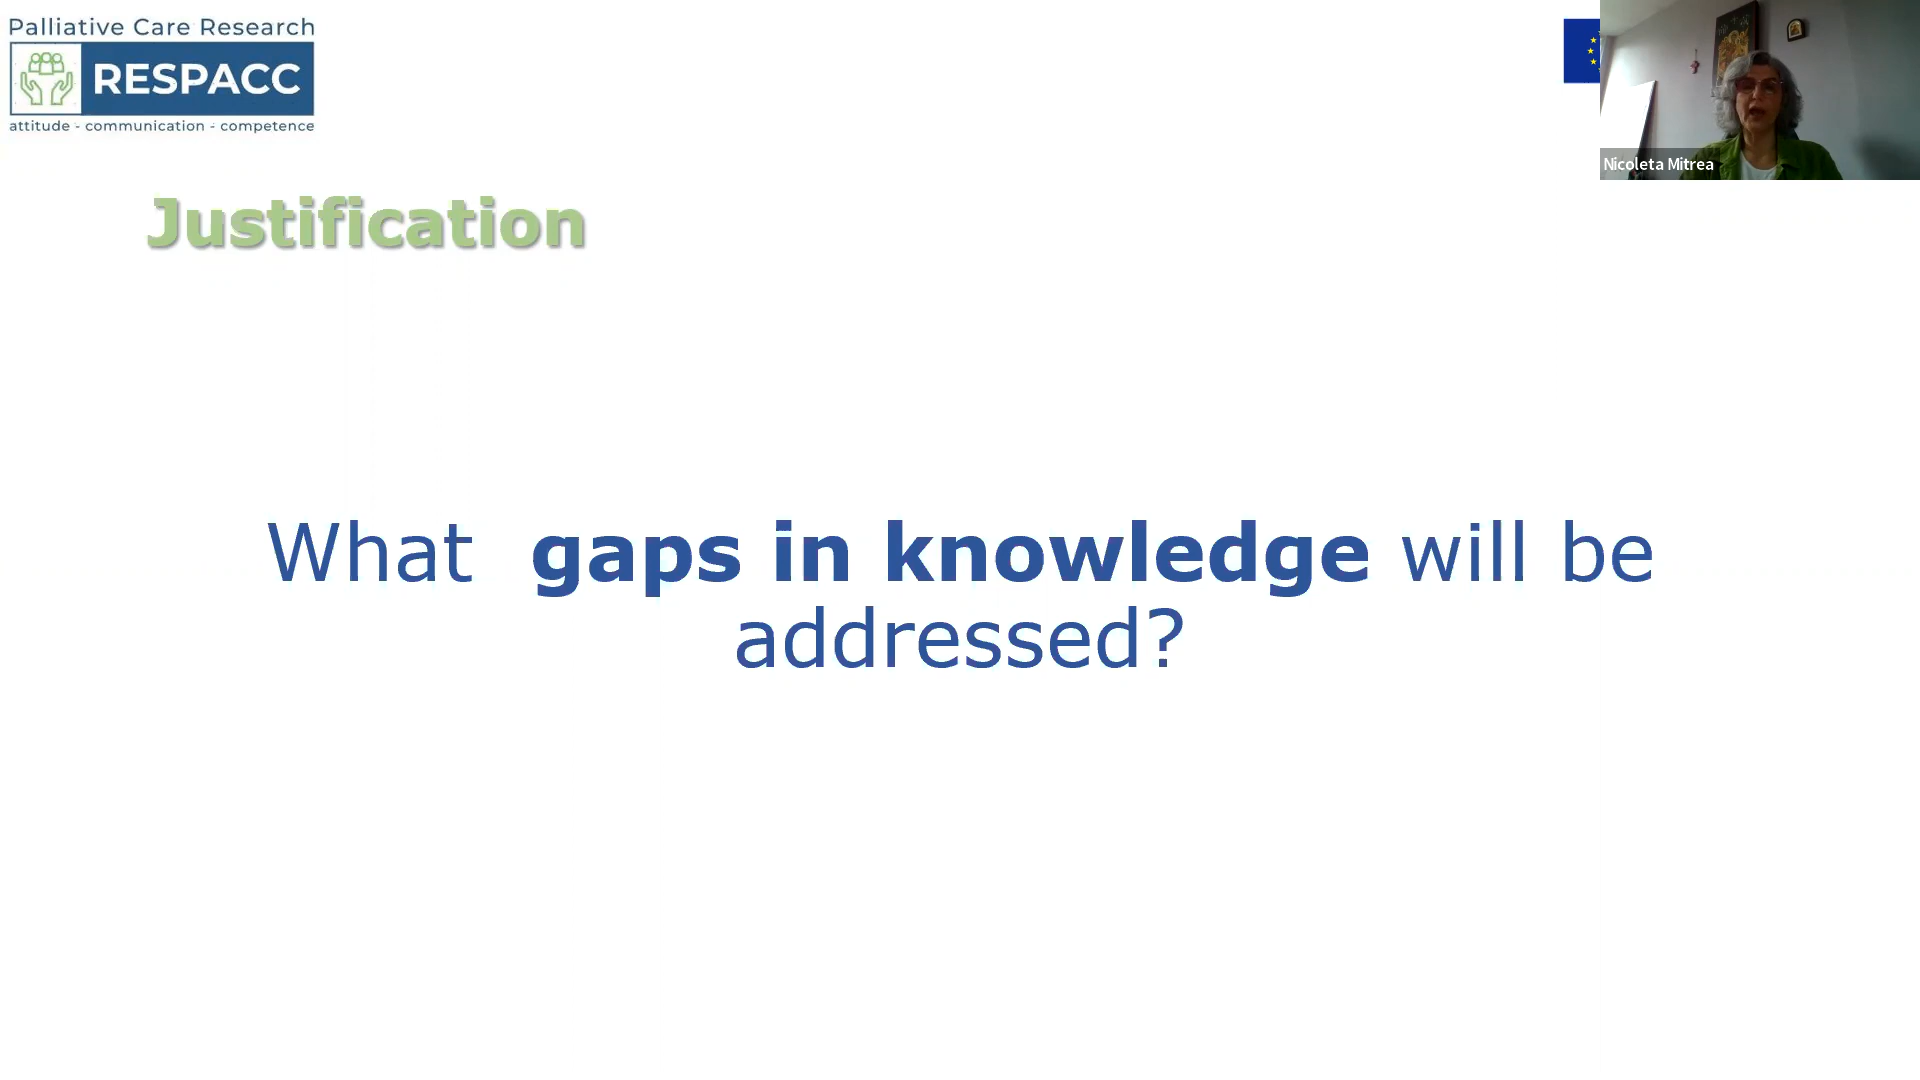 Palliative Care Research
RESPACC
attitude - communication - competence
Nicoleta Mitrea
Justification
What gaps in knowledge will be
addressed?